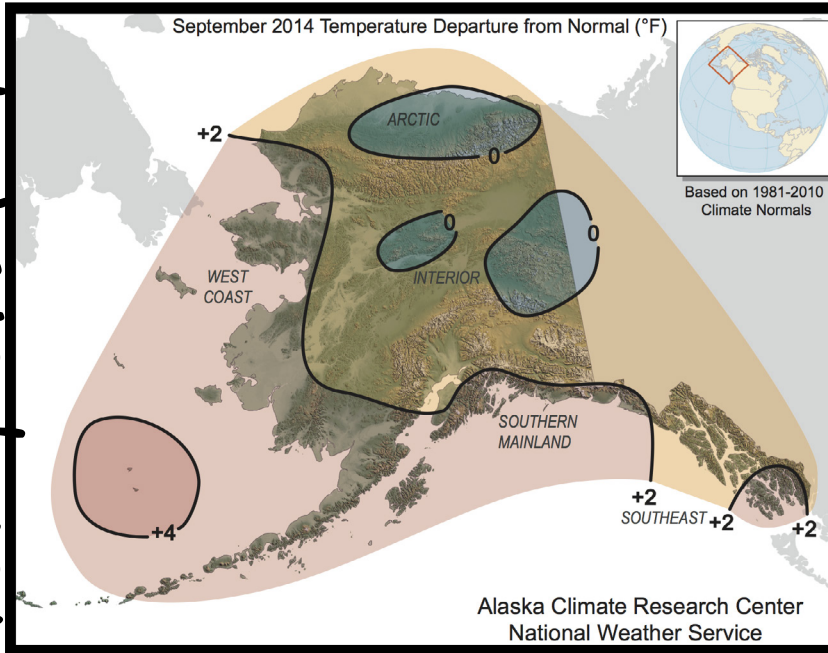 September 2014 Temperature Departure from Normal (°F)
ARCTIC
+2
0
Based on 1981-2010
Climate Normals
0
0
WEST
COAST
INTERIOR
SOUTHERN
MAINLAND
+2
SOUTHEAST
+2
+2
+4
Alaska Climate Research Center
National Weather Service